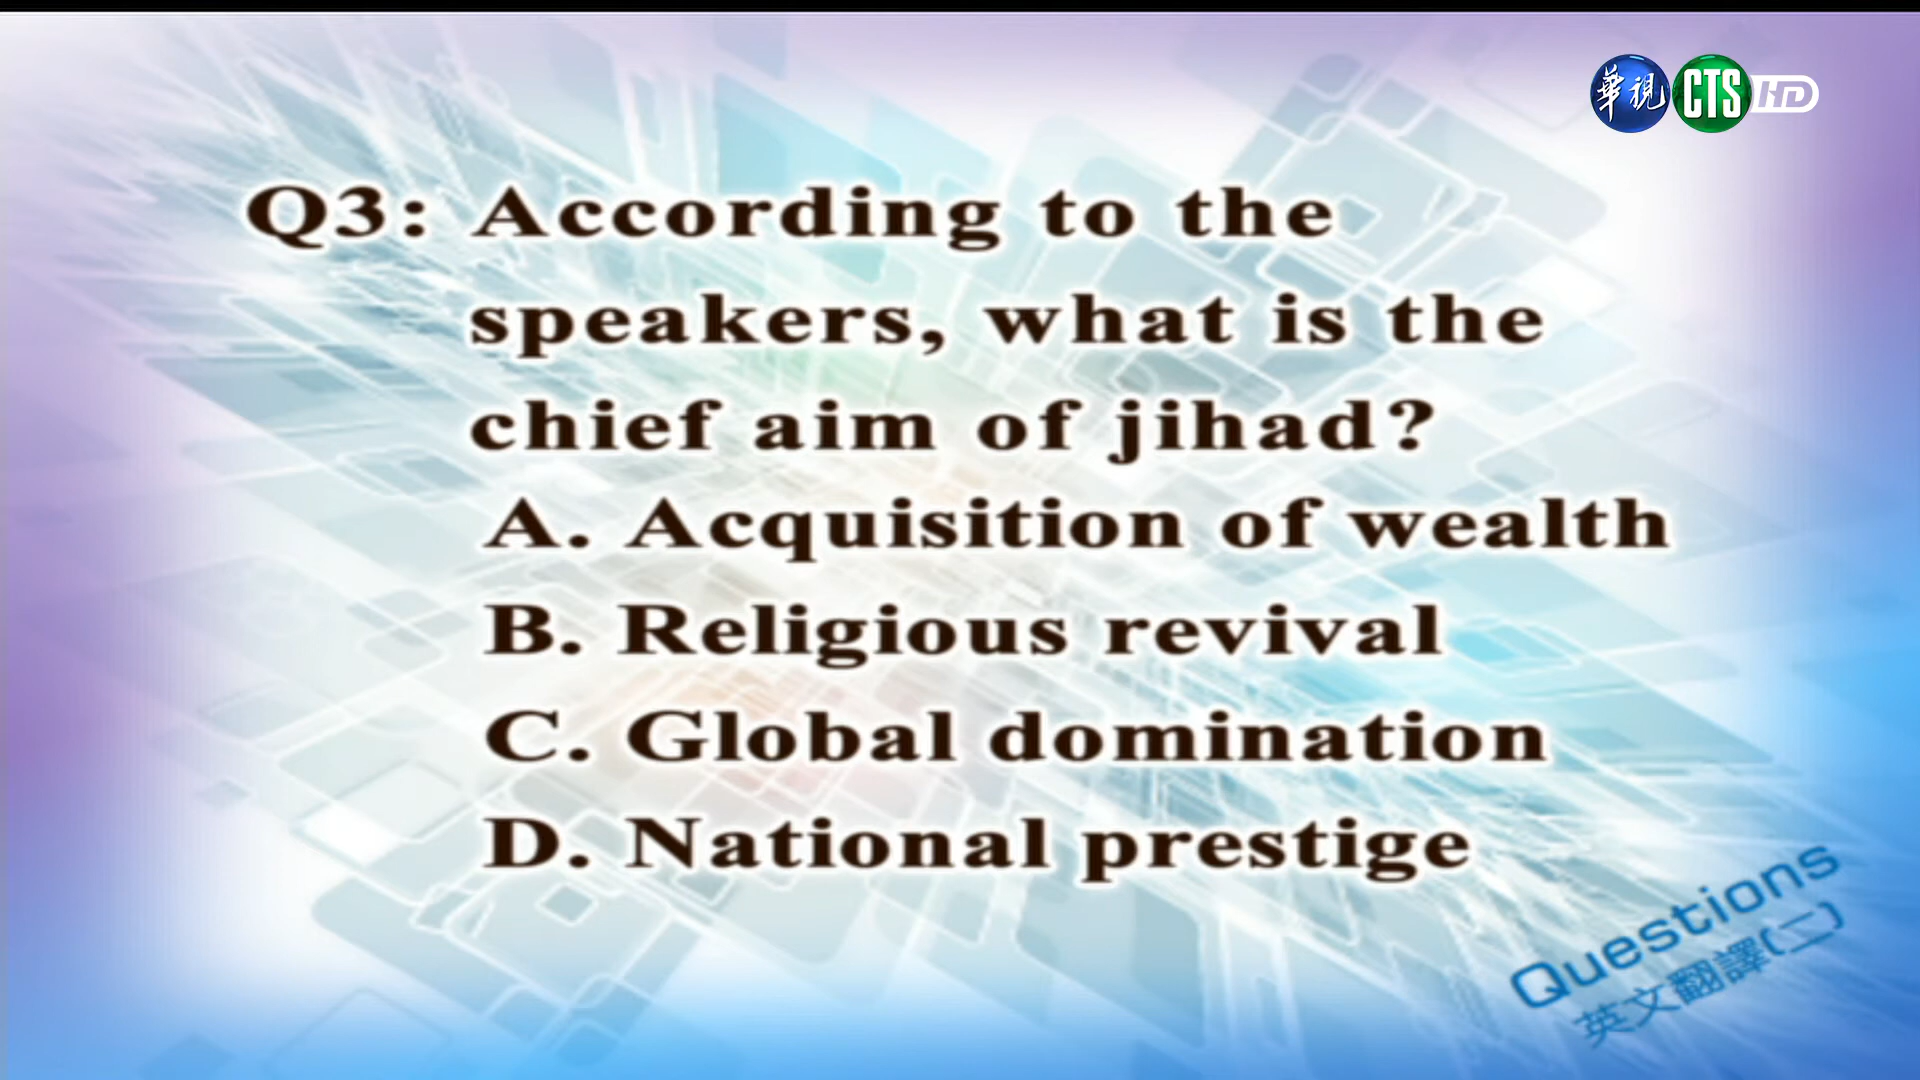 華視 CTS HD
Q3: According to the
speakers, what is the
chief aim of jihad?
A. Acquisition of wealth
B. Religious revival
C. Global domination
D. National prestige
Questions
英文翻譯(二)